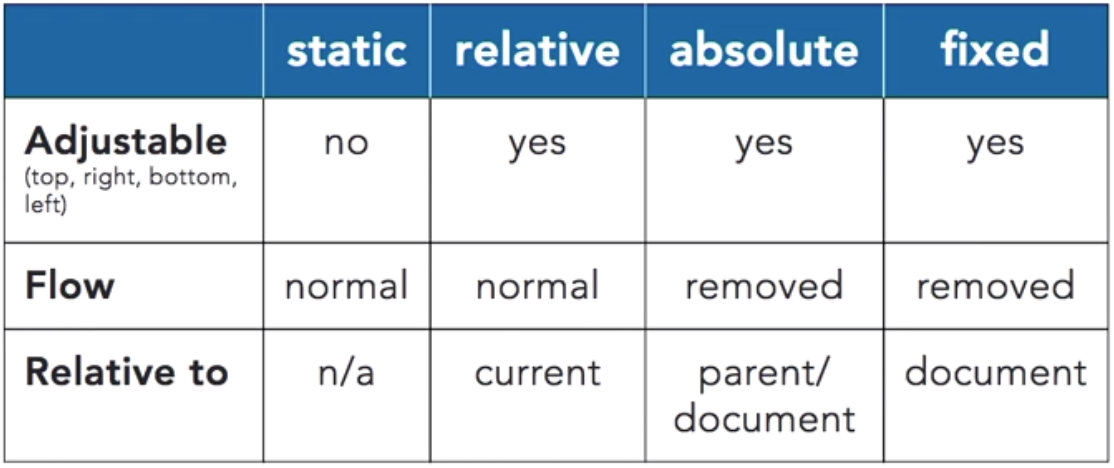 static relative absolute fixed
Adjustable no yes yes yes
(top, right, bottom,
left)
Flow normal normal removed removed
Relative to n/a current parent/ document
document